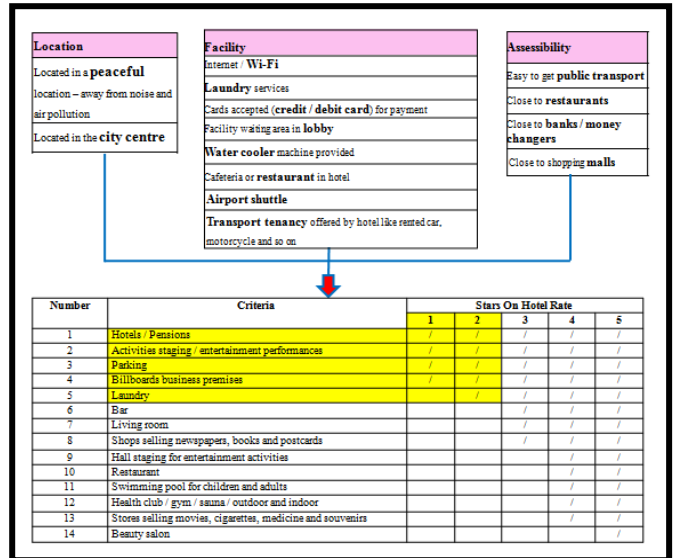 Location
Located in a peaceful
location – away from noise and
air pollution
Located in the city centre
Facility
Internet / Wi-Fi
Laundry services
Cards accepted (credit / debit card) for payment
Facility waiting area in lobby
Water cooler machine provided
Cafeteria or restaurant in hotel
Airport shuttle
Transport tenancy offered by hotel like rented car,
motorcycle and so on
Accessibility
Easy to get public transport
Close to restaurants
Close to banks / money
changers
Close to shopping malls
Number Criteria Stars On Hotel Rate
1 2 3 4 5
1 Hotels / Pensions / / / / /
2 Activities staging / entertainment performances / / / / /
3 Parking / / / / /
4 Billboards business premises / / / / /
5 Laundry / / / /
6 Bar / / /
7 Living room / / /
8 Shops selling newspapers, books and postcards / / /
9 Hall staging for entertainment activities / /
10 Restaurant / /
11 Swimming pool for children and adults / /
12 Health club / gym / sauna / outdoor and indoor / /
13 Stores selling movies, cigarettes, medicine and souvenirs / /
14 Beauty salon /